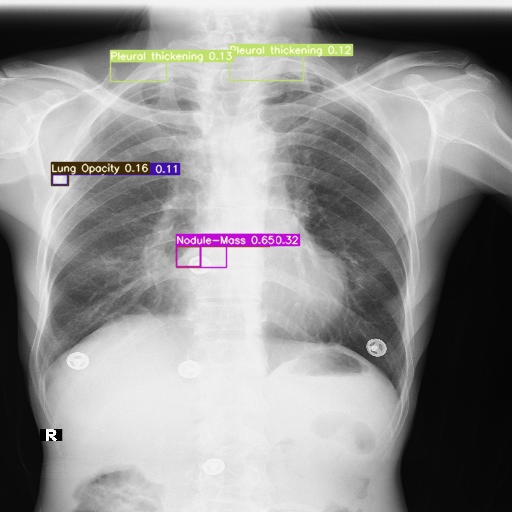 Pleural thickening 0.13
Pleural thickening 0.12
Lung Opacity 0.16
0.11
Nodule-Mass 0.65
0.32
R